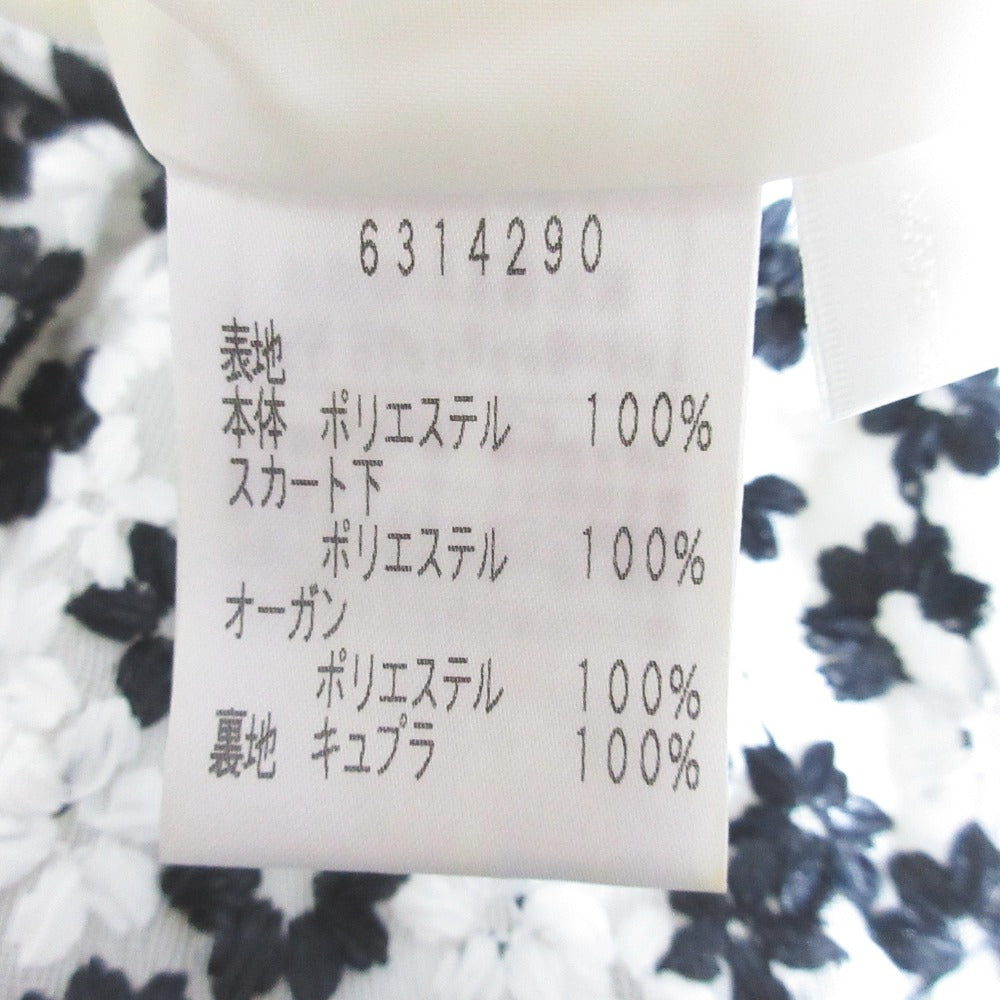 6314290
表地
本体 ポリエステル 100%
スカート下
ポリエステル 100%
オーガン
ポリエステル 100%
裏地 キュプラ 100%